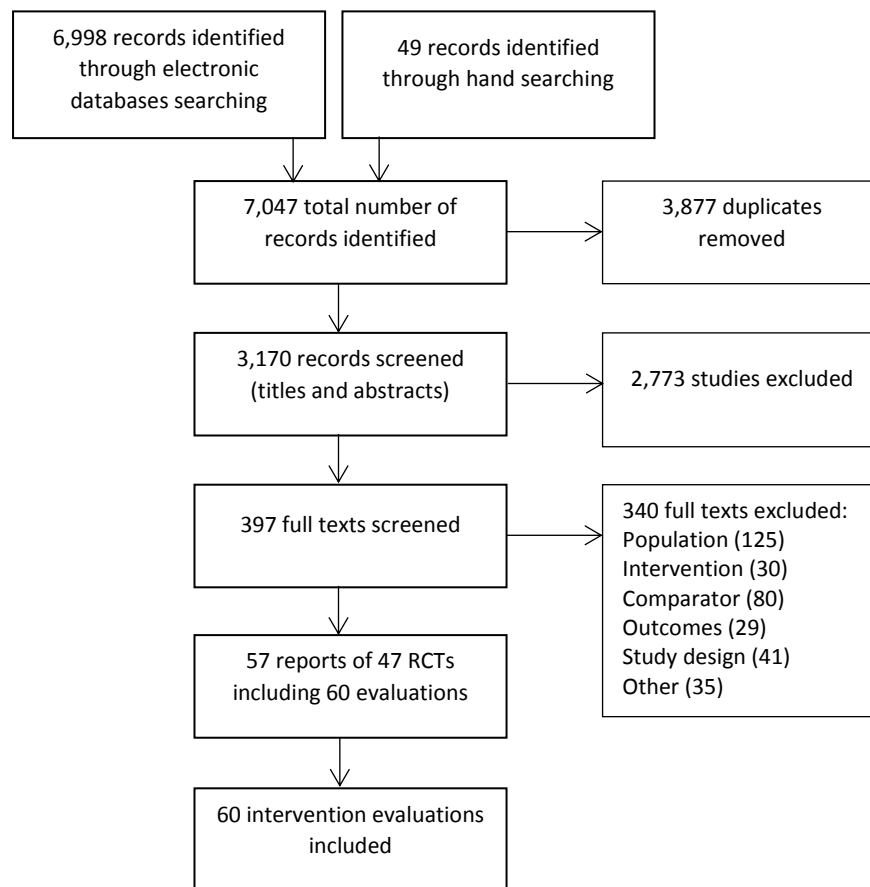 6,998 records identified
through electronic
databases searching
49 records identified
through hand searching
7,047 total number of
records identified
3,877 duplicates
removed
3,170 records screened
(titles and abstracts)
2,773 studies excluded
397 full texts screened
340 full texts excluded:
Population (125)
Intervention (30)
Comparator (80)
Outcomes (29)
Study design (41)
Other (35)
57 reports of 47 RCTs
including 60 evaluations
60 intervention evaluations
included